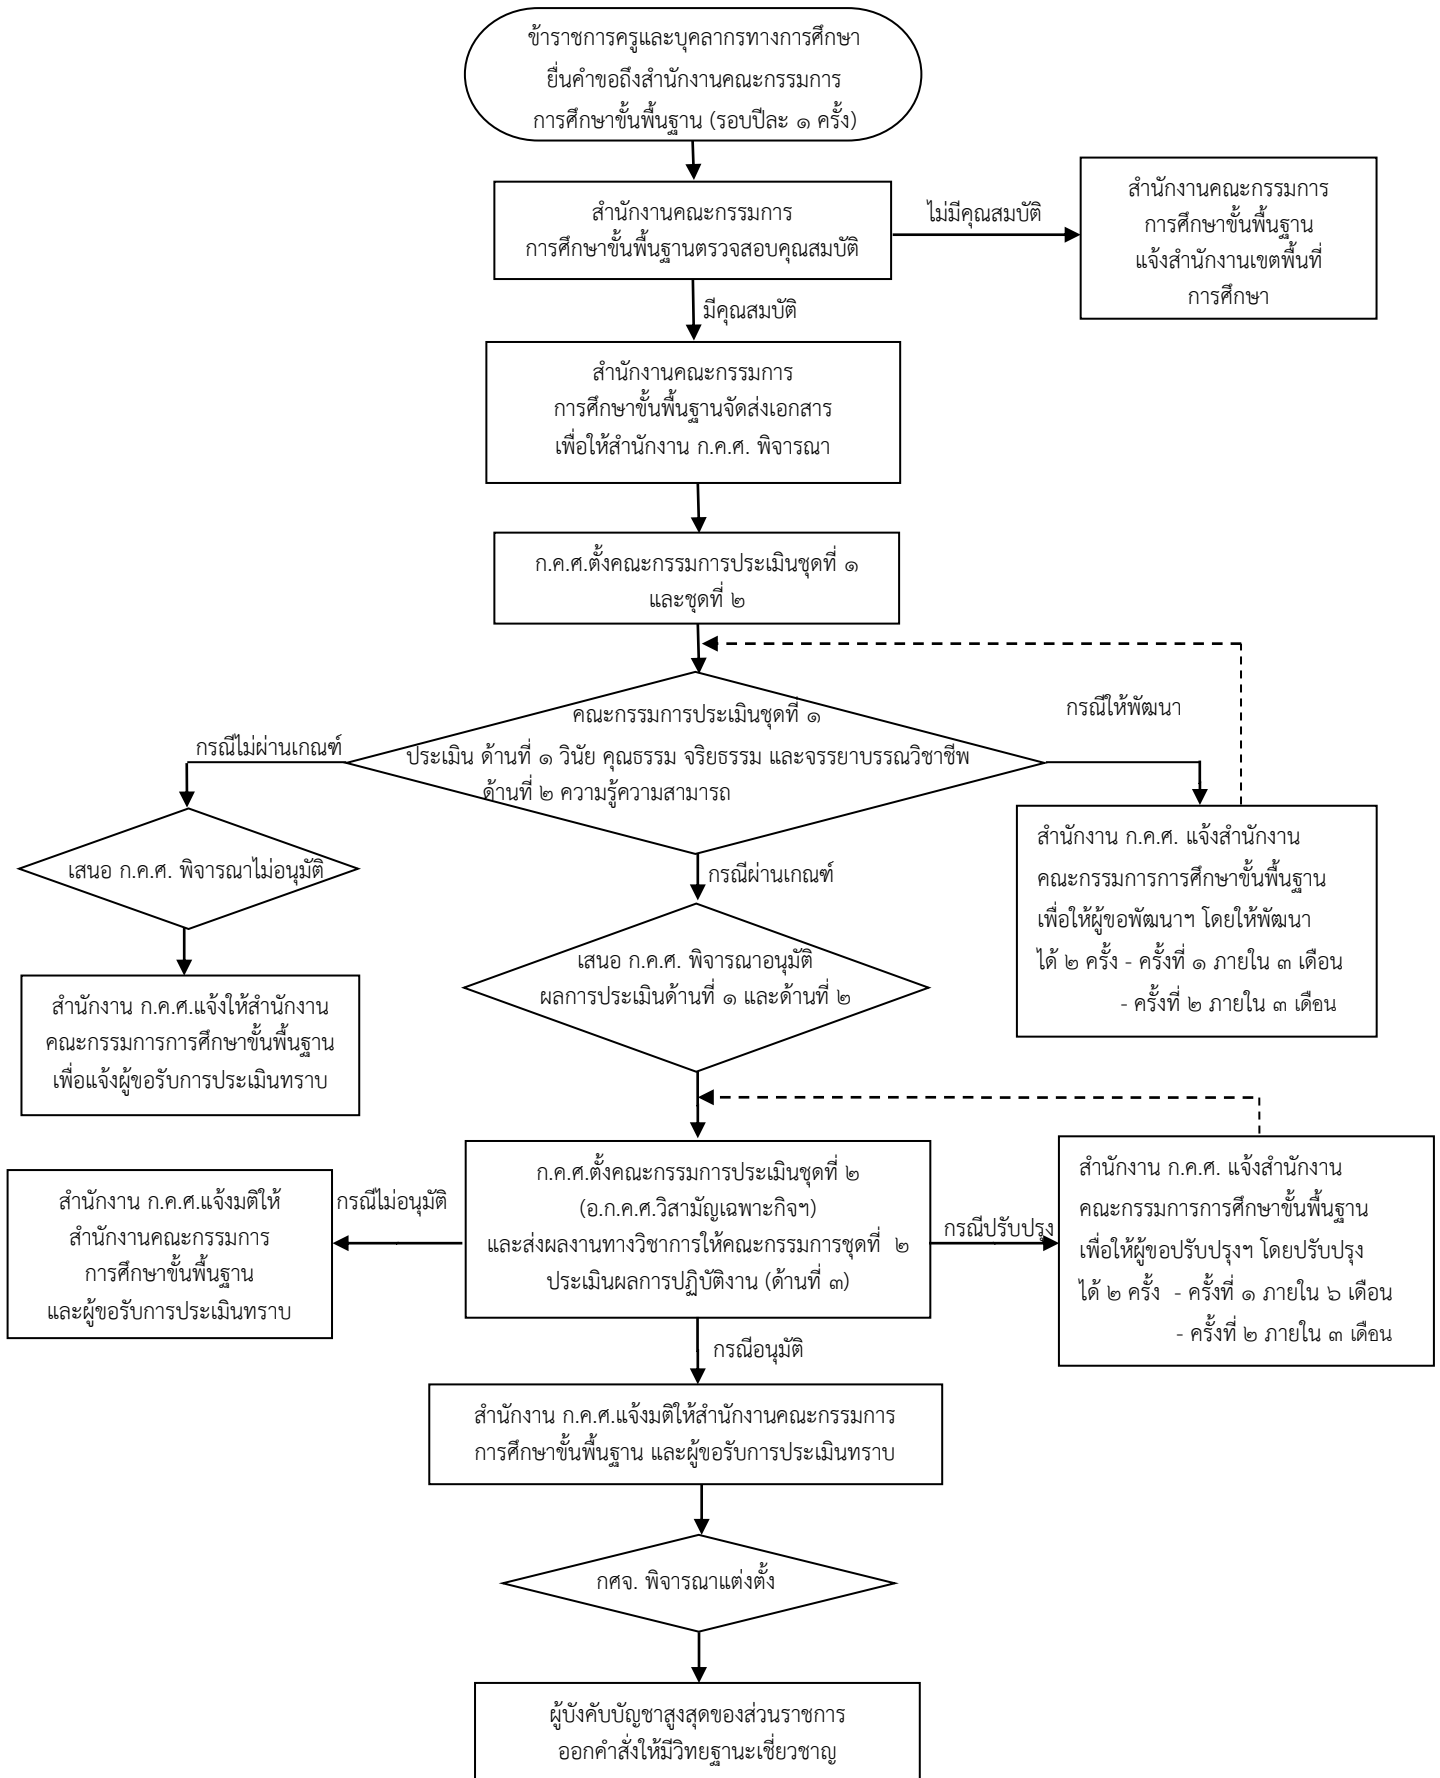 ข้าราชการครูและบุคลากรทางการศึกษา
ยื่นคำขอถึงสำนักงานคณะกรรมการ
การศึกษาขั้นพื้นฐาน (รอบปีละ ๑ ครั้ง)
สำนักงานคณะกรรมการ
การศึกษาขั้นพื้นฐานตรวจสอบคุณสมบัติ
ไม่มีคุณสมบัติ
สำนักงานคณะกรรมการ
การศึกษาขั้นพื้นฐาน
แจ้งสำนักงานเขตพื้นที่
การศึกษา
มีคุณสมบัติ
สำนักงานคณะกรรมการ
การศึกษาขั้นพื้นฐานจัดส่งเอกสาร
เพื่อให้สำนักงาน ก.ค.ศ. พิจารณา
ก.ค.ศ.ตั้งคณะกรรมการประเมินชุดที่ ๑
และชุดที่ ๒
คณะกรรมการประเมินชุดที่ ๑
ประเมิน ด้านที่ ๑ วินัย คุณธรรม จริยธรรม และจรรยาบรรณวิชาชีพ
ด้านที่ ๒ ความรู้ความสามารถ
กรณีไม่ผ่านเกณฑ์
กรณีให้พัฒนา
เสนอ ก.ค.ศ. พิจารณาไม่อนุมัติ
กรณีผ่านเกณฑ์
สำนักงาน ก.ค.ศ. แจ้งสำนักงาน
คณะกรรมการการศึกษาขั้นพื้นฐาน
เพื่อให้ผู้ขอพัฒนาฯ โดยให้พัฒนา
ได้ ๒ ครั้ง - ครั้งที่ ๑ ภายใน ๓ เดือน
- ครั้งที่ ๒ ภายใน ๓ เดือน
เสนอ ก.ค.ศ. พิจารณาอนุมัติ
ผลการประเมินด้านที่ ๑ และด้านที่ ๒
สำนักงาน ก.ค.ศ.แจ้งให้สำนักงาน
คณะกรรมการการศึกษาขั้นพื้นฐาน
เพื่อแจ้งผู้ขอรับการประเมินทราบ
ก.ค.ศ.ตั้งคณะกรรมการประเมินชุดที่ ๒
(อ.ก.ค.ศ.วิสามัญเฉพาะกิจฯ)
และส่งผลงานทางวิชาการให้คณะกรรมการชุดที่ ๒
ประเมินผลการปฏิบัติงาน (ด้านที่ ๓)
กรณีไม่อนุมัติ
สำนักงาน ก.ค.ศ.แจ้งมติให้
สำนักงานคณะกรรมการ
การศึกษาขั้นพื้นฐาน
และผู้ขอรับการประเมินทราบ
กรณีปรับปรุง
สำนักงาน ก.ค.ศ. แจ้งสำนักงาน
คณะกรรมการการศึกษาขั้นพื้นฐาน
เพื่อให้ผู้ขอปรับปรุงฯ โดยปรับปรุง
ได้ ๒ ครั้ง - ครั้งที่ ๑ ภายใน ๖ เดือน
- ครั้งที่ ๒ ภายใน ๓ เดือน
กรณีอนุมัติ
สำนักงาน ก.ค.ศ.แจ้งมติให้สำนักงานคณะกรรมการ
การศึกษาขั้นพื้นฐาน และผู้ขอรับการประเมินทราบ
กศจ. พิจารณาแต่งตั้ง
ผู้บังคับบัญชาสูงสุดของส่วนราชการ
ออกคำสั่งให้มีวิทยฐานะเชี่ยวชาญ